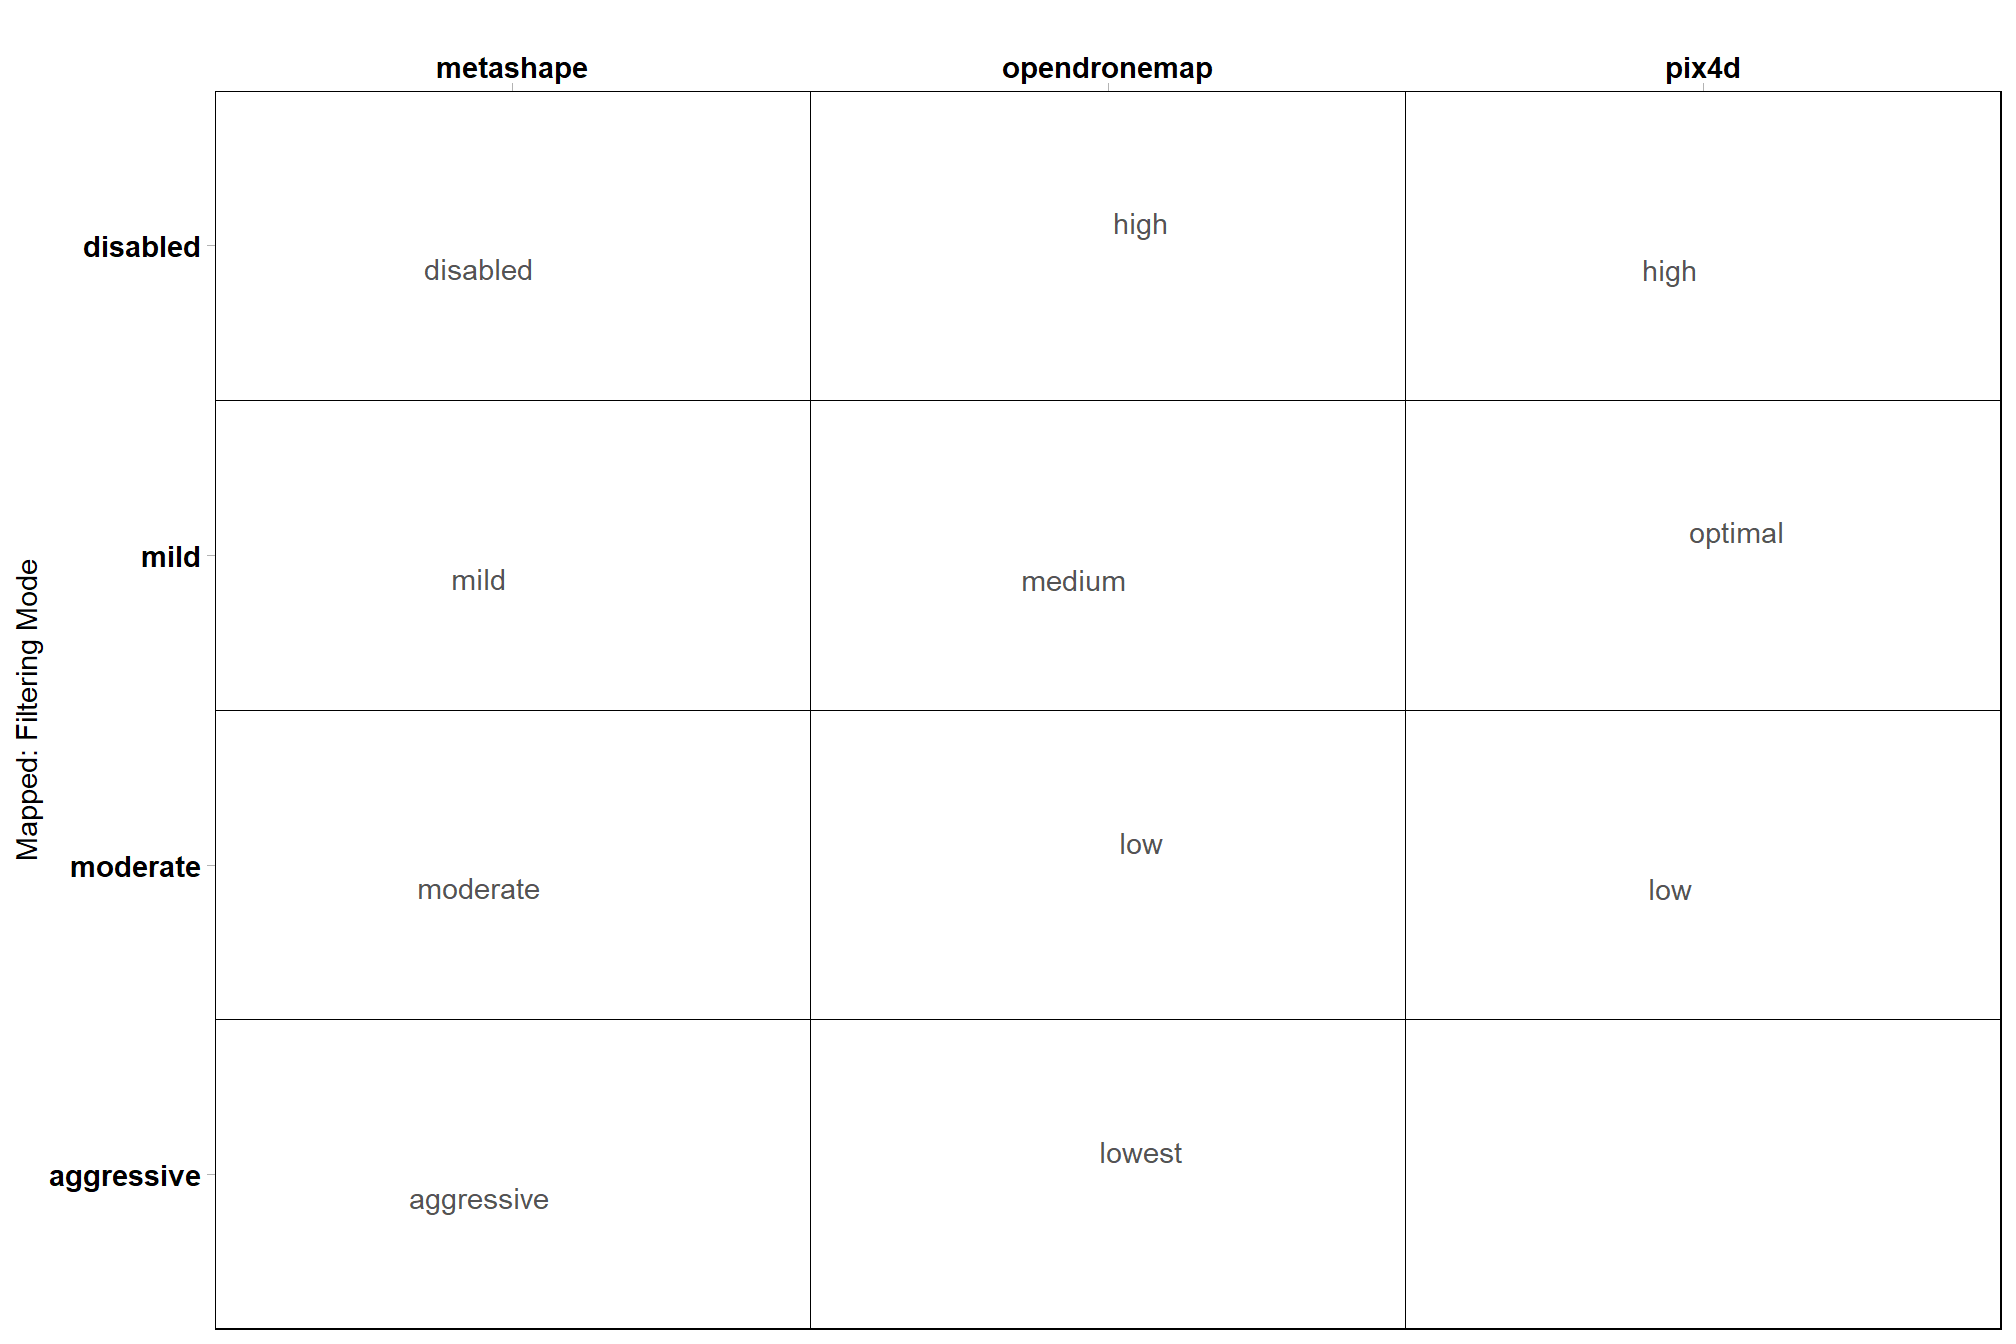 metashape opendronemap pix4d
disabled disabled high high
mild mild medium optimal
moderate moderate low low
aggressive aggressive lowest
Mapped: Filtering Mode